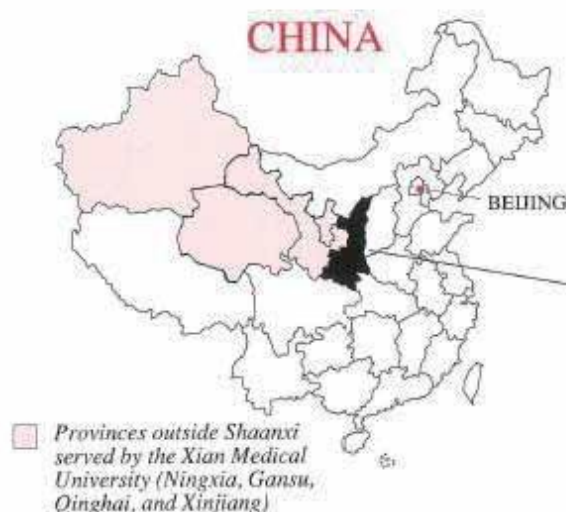 CHINA
BEIJING
Provinces outside Shaanxi
served by the Xian Medical
University (Ningxia, Gansu,
Qinghai, and Xinjiang)